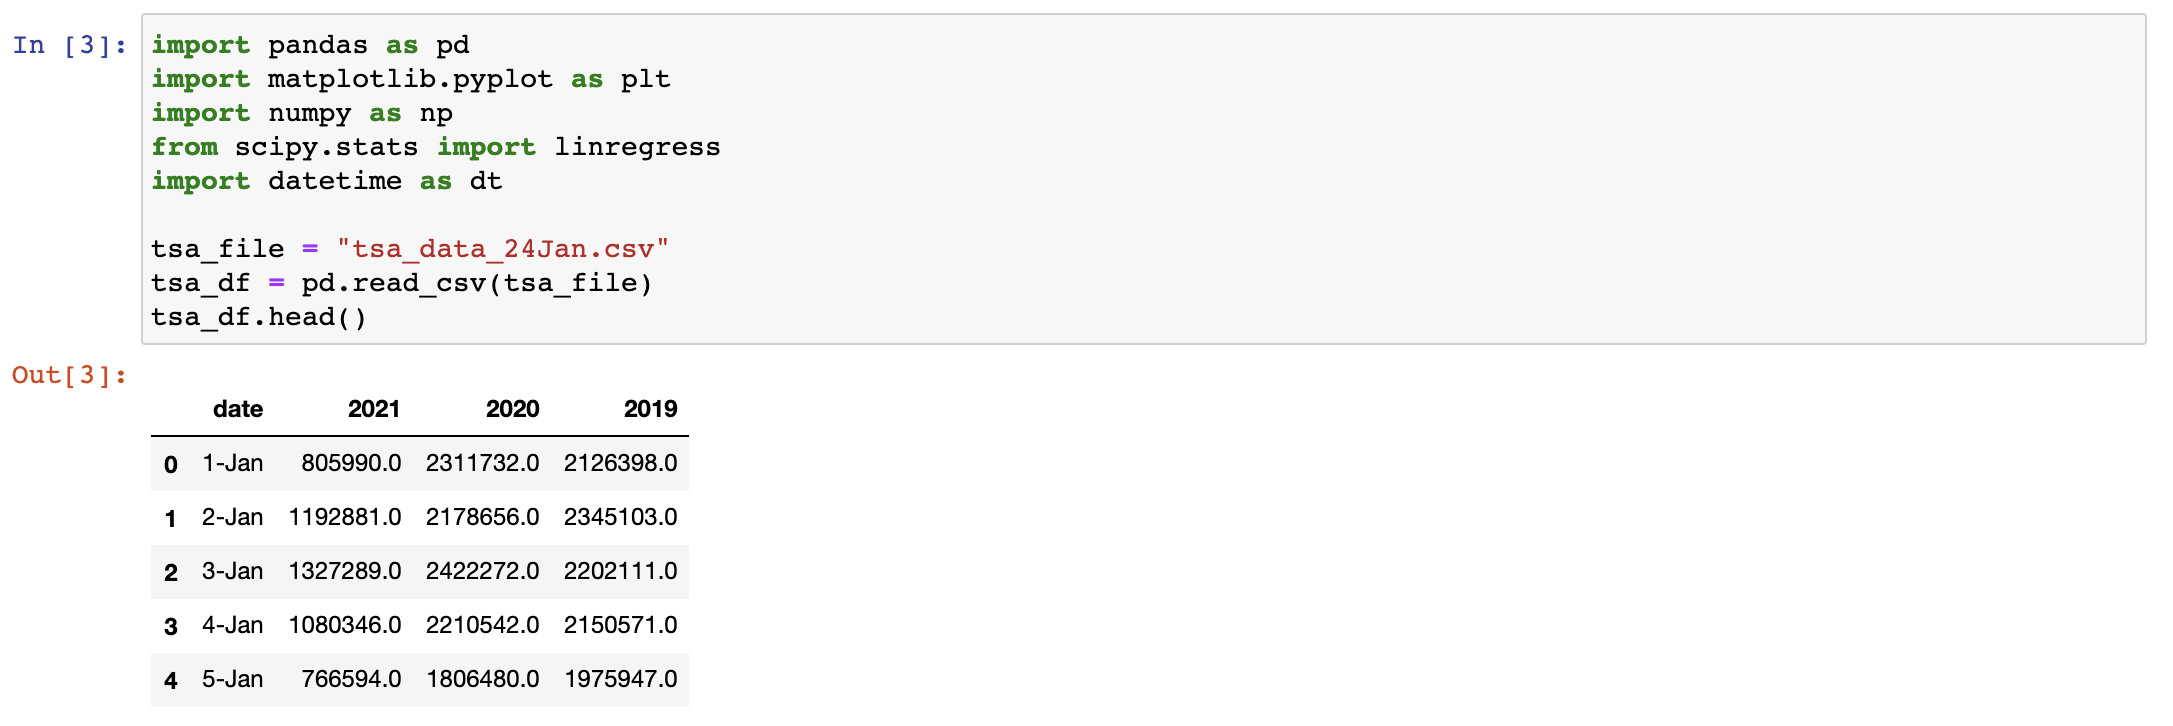 In [3]: import pandas as pd
import matplotlib.pyplot as plt
import numpy as np
from scipy.stats import linregress
import datetime as dt
tsa_file = "tsa_data_24Jan.csv"
tsa_df = pd.read_csv(tsa_file)
tsa_df.head()
Out[3]:
date 2021 2020 2019
0 1-Jan 805990.0 2311732.0 2126398.0
1 2-Jan 1192881.0 2178656.0 2345103.0
2 3-Jan 1327289.0 2422272.0 2202111.0
3 4-Jan 1080346.0 2210542.0 2150571.0
4 5-Jan 766594.0 1806480.0 1975947.0